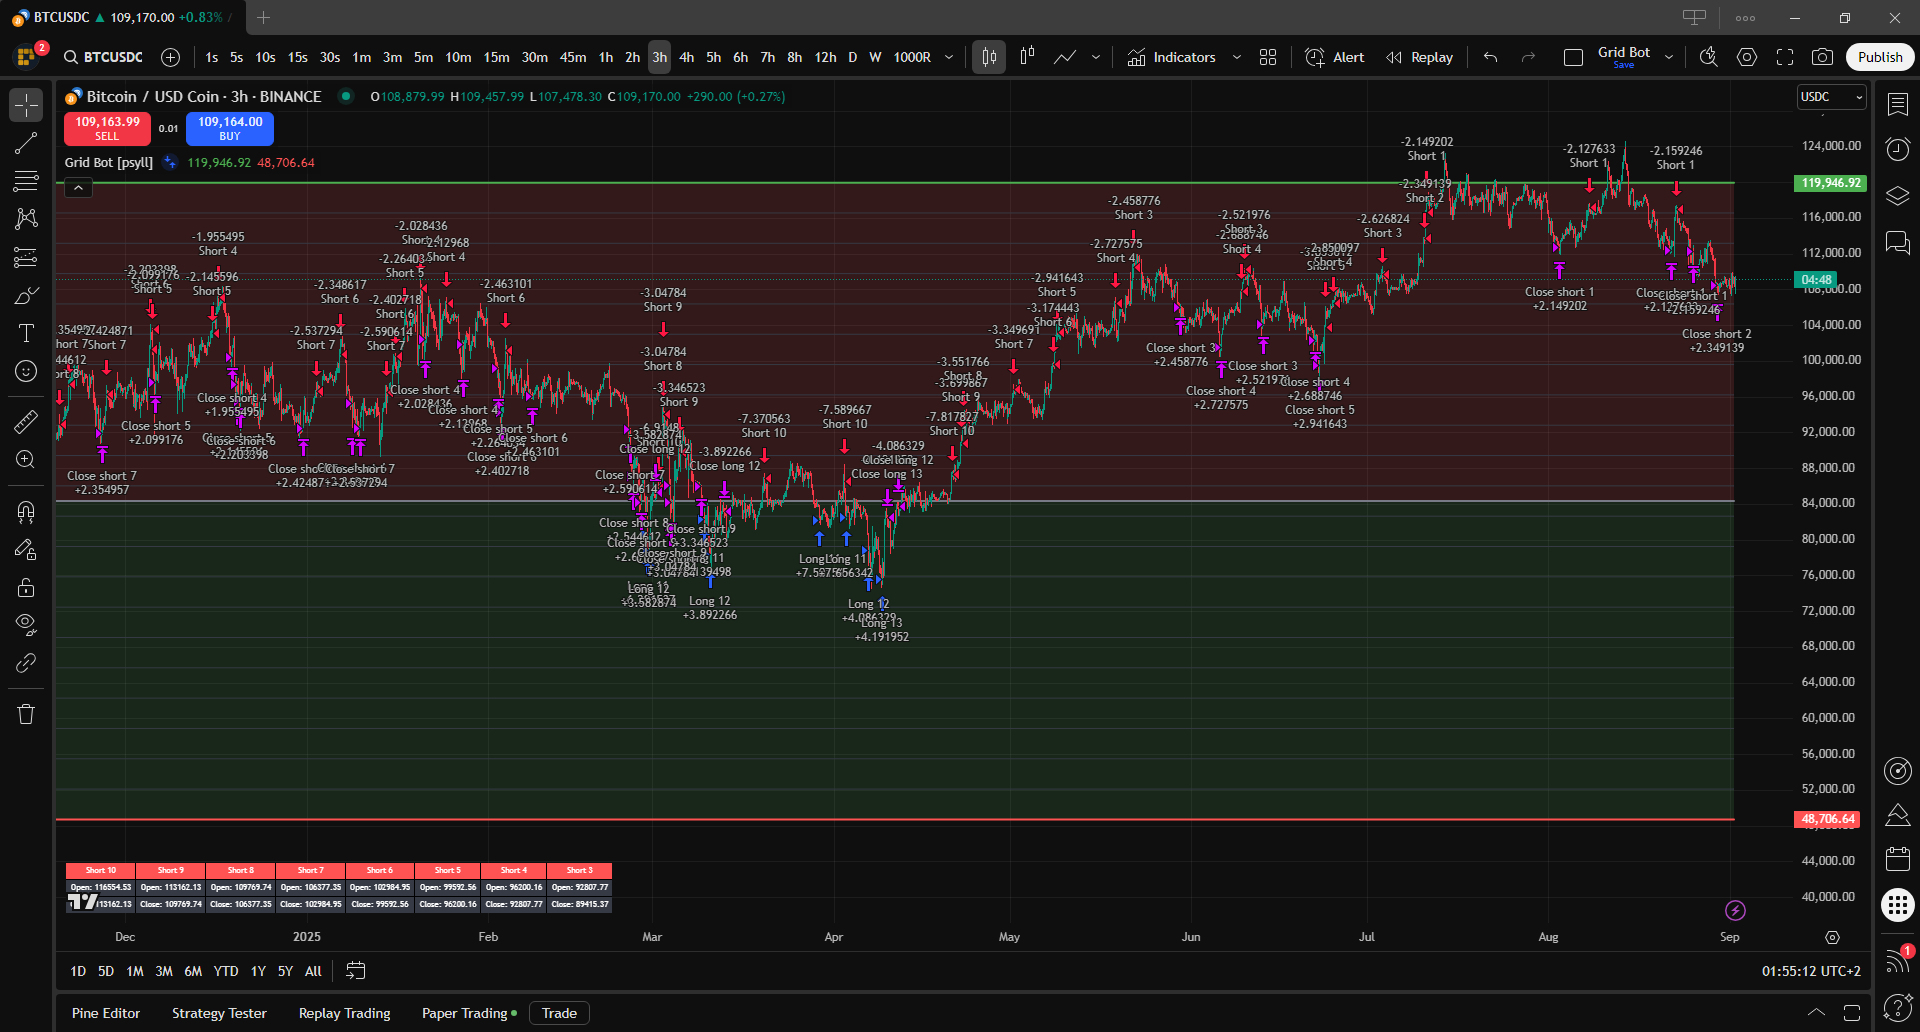 BTCUSDC ▲ 109,170.00 +0.83% /
2
BTCUSDC
1s 5s 10s 15s 30s 1m 3m 5m 10m 15m 30m 45m 1h 2h 3h 4h 5h 6h 7h 8h 12h D W 1000R
Indicators
Alert
Replay
Grid Bot
Save
Publish
Bitcoin / USD Coin · 3h · BINANCE
O108,879.99 H109,457.99 L107,478.30 C109,170.00 +290.00 (+0.27%)
109,163.99
SELL
0.01
109,164.00
BUY
Grid Bot [psyll] 119,946.92 48,706.64
USDC
124,000.00
119,946.92
116,000.00
112,000.00
04:48
108,000.00
104,000.00
100,000.00
96,000.00
92,000.00
88,000.00
84,000.00
80,000.00
76,000.00
72,000.00
68,000.00
64,000.00
60,000.00
56,000.00
52,000.00
48,706.64
44,000.00
40,000.00
-2.149202
Short 1
-2.127633
Short 1
-2.159246
Short 1
-2.349139
Short 2
-2.458776
Short 3
-2.521976
-2.626824
Short 3
-1.955495
Short 4
-2.028436
-2.12968
Short 4
-2.727575
Short 4
Short 4
-2.145596
Short 5
Short 5
-2.348617
Short 6
-2.402718
Short 6
-2.463101
Short 6
-3.04784
Short 9
-2.941643
Short 5
-3.174443
Short 6
-2.424871
Short 7
-2.537294
Short 7
-2.590614
Short 7
-3.04784
Short 8
-3.349691
Short 7
-3.551766
Short 8
-3.346523
Short 9
-3.699867
Short 9
-7.370563
Short 10
-7.589667
Short 10
-7.817827
Short 10
-3.892266
Close long 12
-4.086329
Close long 12
Close long 13
Close long 12
Close short 1
+2.149202
+2.159246
Close short 2
+2.349139
Close short 3
+2.458776
Close short 3
Close short 4
+2.727575
Close short 4
+2.688746
Close short 5
+2.941643
Close short 4
+1.955495
Close short 4
+2.028436
Close short 4
Close short 5
+2.099176
+2.203398
Close short 6
+2.463101
+2.402718
Close short 7
+2.354957
+2.537294
Close short 7
+2.590614
Close short 8
+2.544612
Close short 9
+3.346523
Long 12
+3.582874
Long 12
+3.892266
Long 11
Long 12
+4.086329
Long 13
+4.191952
Short 10 Short 9 Short 8 Short 7 Short 6 Short 5 Short 4 Short 3
Open: 116554.53 Open: 113162.13 Open: 109769.74 Open: 106377.35 Open: 102984.95 Open: 99592.56 Open: 96200.16 Open: 92807.77
113162.13 Close: 109769.74 Close: 106377.35 Close: 102984.95 Close: 99592.56 Close: 96200.16 Close: 92807.77 Close: 89415.37
Dec 2025 Feb Mar Apr May Jun Jul Aug Sep
1D 5D 1M 3M 6M YTD 1Y 5Y All
01:55:12 UTC+2
1
Pine Editor Strategy Tester Replay Trading Paper Trading Trade